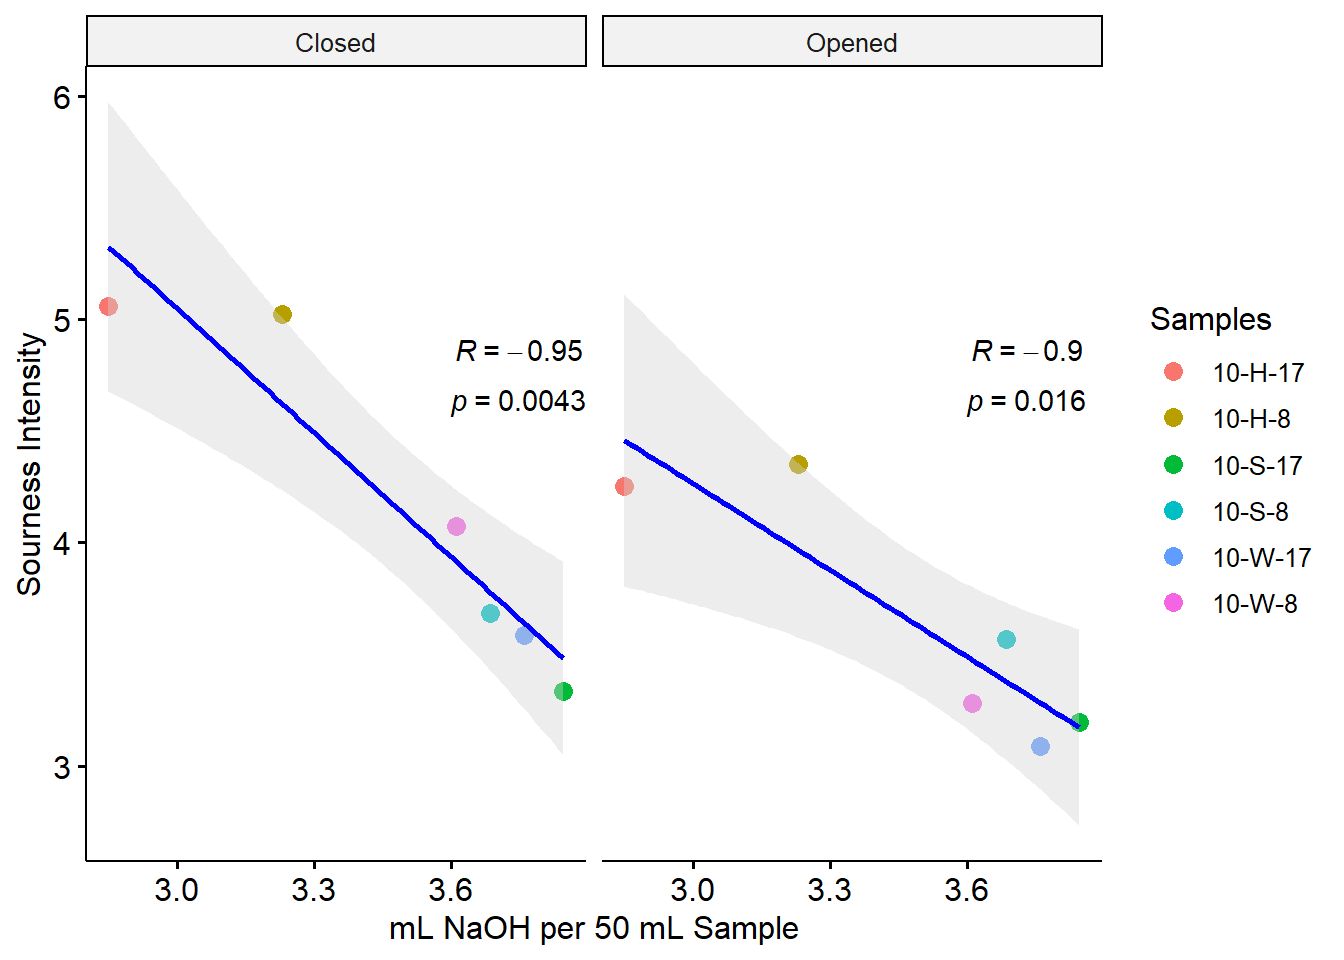 Closed
Opened
6
5
4
3
Sourness Intensity
R = −0.95
p = 0.0043
R = −0.9
p = 0.016
3.0 3.3 3.6
3.0 3.3 3.6
mL NaOH per 50 mL Sample
Samples
10-H-17
10-H-8
10-S-17
10-S-8
10-W-17
10-W-8